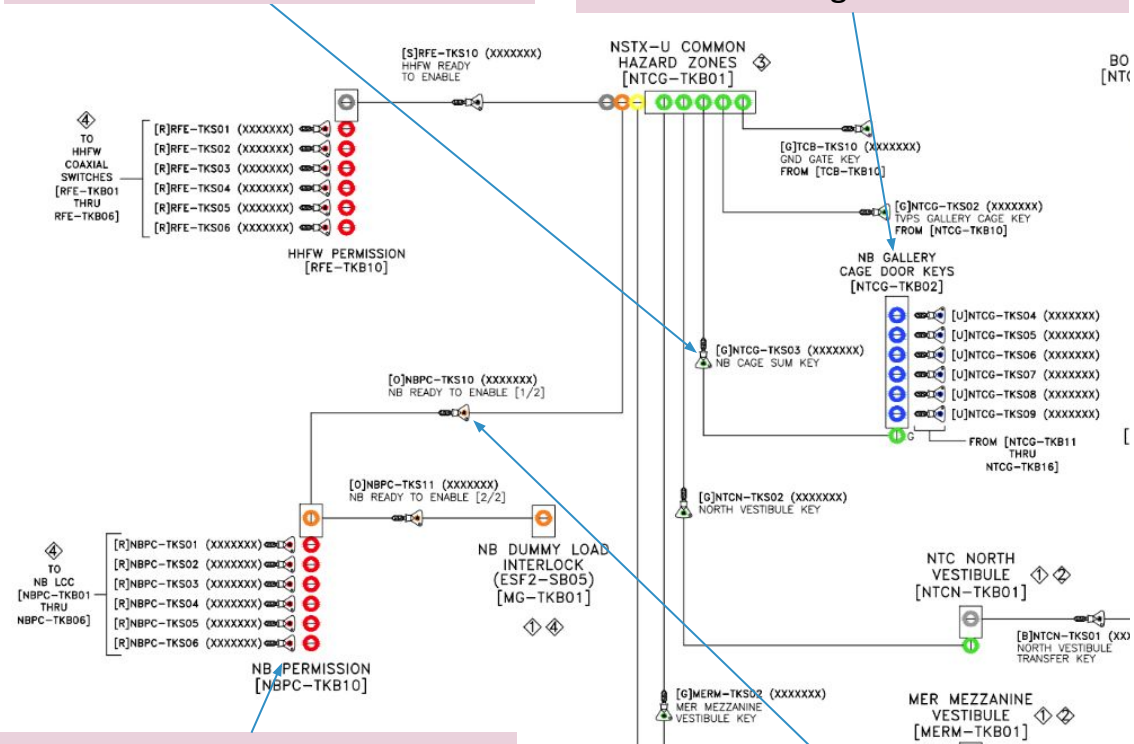 [S]RFE-TKS10 (XXXXXXX)
HHFW READY
TO ENABLE
NSTX-U COMMON
HAZARD ZONES 3
[NTCG-TKB01]
4
TO
HHFW
COAXIAL
SWITCHES
[RFE-TKB01
THRU
RFE-TKB06]
[R]RFE-TKS01 (XXXXXXX)
[R]RFE-TKS02 (XXXXXXX)
[R]RFE-TKS03 (XXXXXXX)
[R]RFE-TKS04 (XXXXXXX)
[R]RFE-TKS05 (XXXXXXX)
[R]RFE-TKS06 (XXXXXXX)
HHFW PERMISSION
[RFE-TKB10]
[G]TCB-TKS10 (XXXXXXX)
GND GATE KEY
FROM [TCB-TKB10]
[G]NTCG-TKS02 (XXXXXXX)
TVPS GALLERY CAGE KEY
FROM [NTCG-TKB10]
NB GALLERY
CAGE DOOR KEYS
[NTCG-TKB02]
[U]NTCG-TKS04 (XXXXXXX)
[U]NTCG-TKS05 (XXXXXXX)
[U]NTCG-TKS06 (XXXXXXX)
[U]NTCG-TKS07 (XXXXXXX)
[U]NTCG-TKS08 (XXXXXXX)
[U]NTCG-TKS09 (XXXXXXX)
G
FROM [NTCG-TKB11
THRU
NTCG-TKB16]
[G]NTCG-TKS03 (XXXXXXX)
NB CAGE SUM KEY
[O]NBPC-TKS10 (XXXXXXX)
NB READY TO ENABLE [1/2]
[O]NBPC-TKS11 (XXXXXXX)
NB READY TO ENABLE [2/2]
[G]NTCN-TKS02 (XXXXXXX)
NORTH VESTIBULE KEY
4
TO
NB LCC
[NBPC-TKB01
THRU
NBPC-TKB06]
[R]NBPC-TKS01 (XXXXXXX)
[R]NBPC-TKS02 (XXXXXXX)
[R]NBPC-TKS03 (XXXXXXX)
[R]NBPC-TKS04 (XXXXXXX)
[R]NBPC-TKS05 (XXXXXXX)
[R]NBPC-TKS06 (XXXXXXX)
NB PERMISSION
[NBPC-TKB10]
NB DUMMY LOAD
INTERLOCK
(ESF2-SB05)
[MG-TKB01]
1 4
NTC NORTH
VESTIBULE 1 2
[NTCN-TKB01]
[B]NTCN-TKS01 (XX
NORTH VESTIBULE
TRANSFER KEY
[G]MERM-TKS02 (XXXXXXX)
MER MEZZANINE
VESTIBULE KEY
MER MEZZANINE
VESTIBULE 1 2
[MERM-TKB01]
BO
[NTC